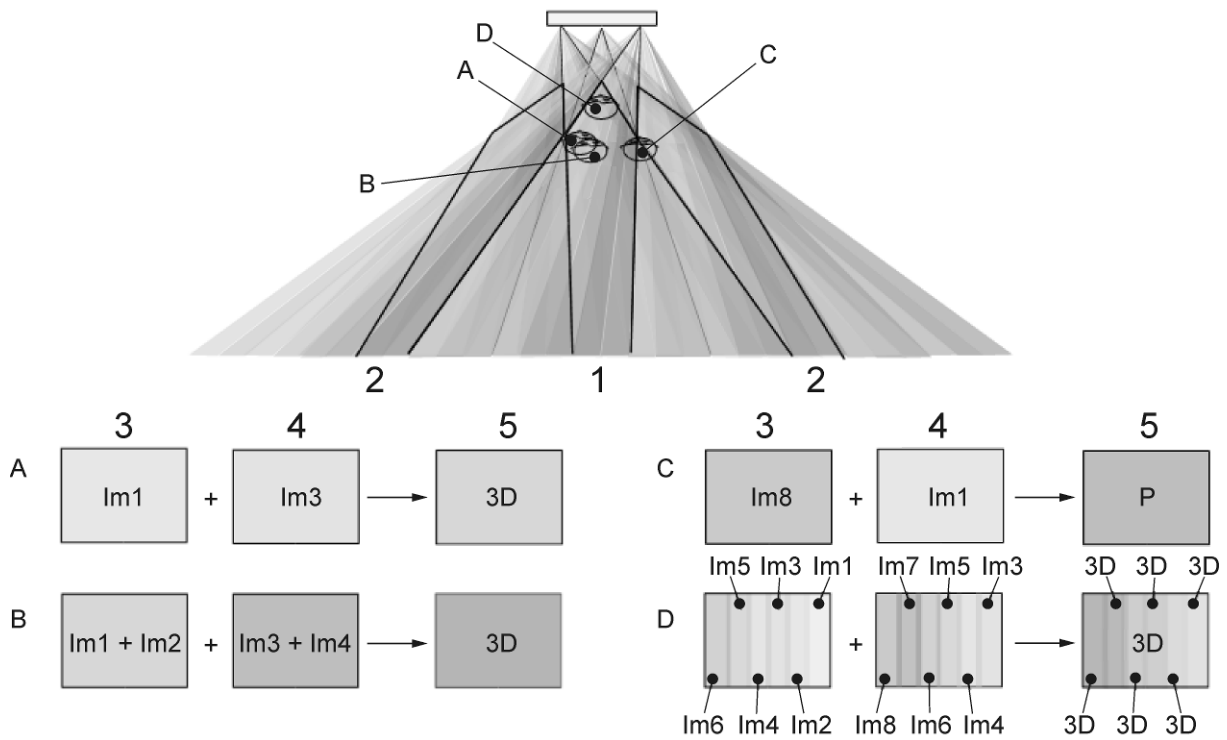 D
C
A
B
2 1 2
3 4 5 3 4 5
A Im1 + Im3 3D C Im8 + Im1 P
Im5 Im3 Im1 Im7 Im5 Im3 3D 3D 3D
B Im1 + Im2 + Im3 + Im4 3D D + 3D
Im6 Im4 Im2 Im8 Im6 Im4 3D 3D 3D